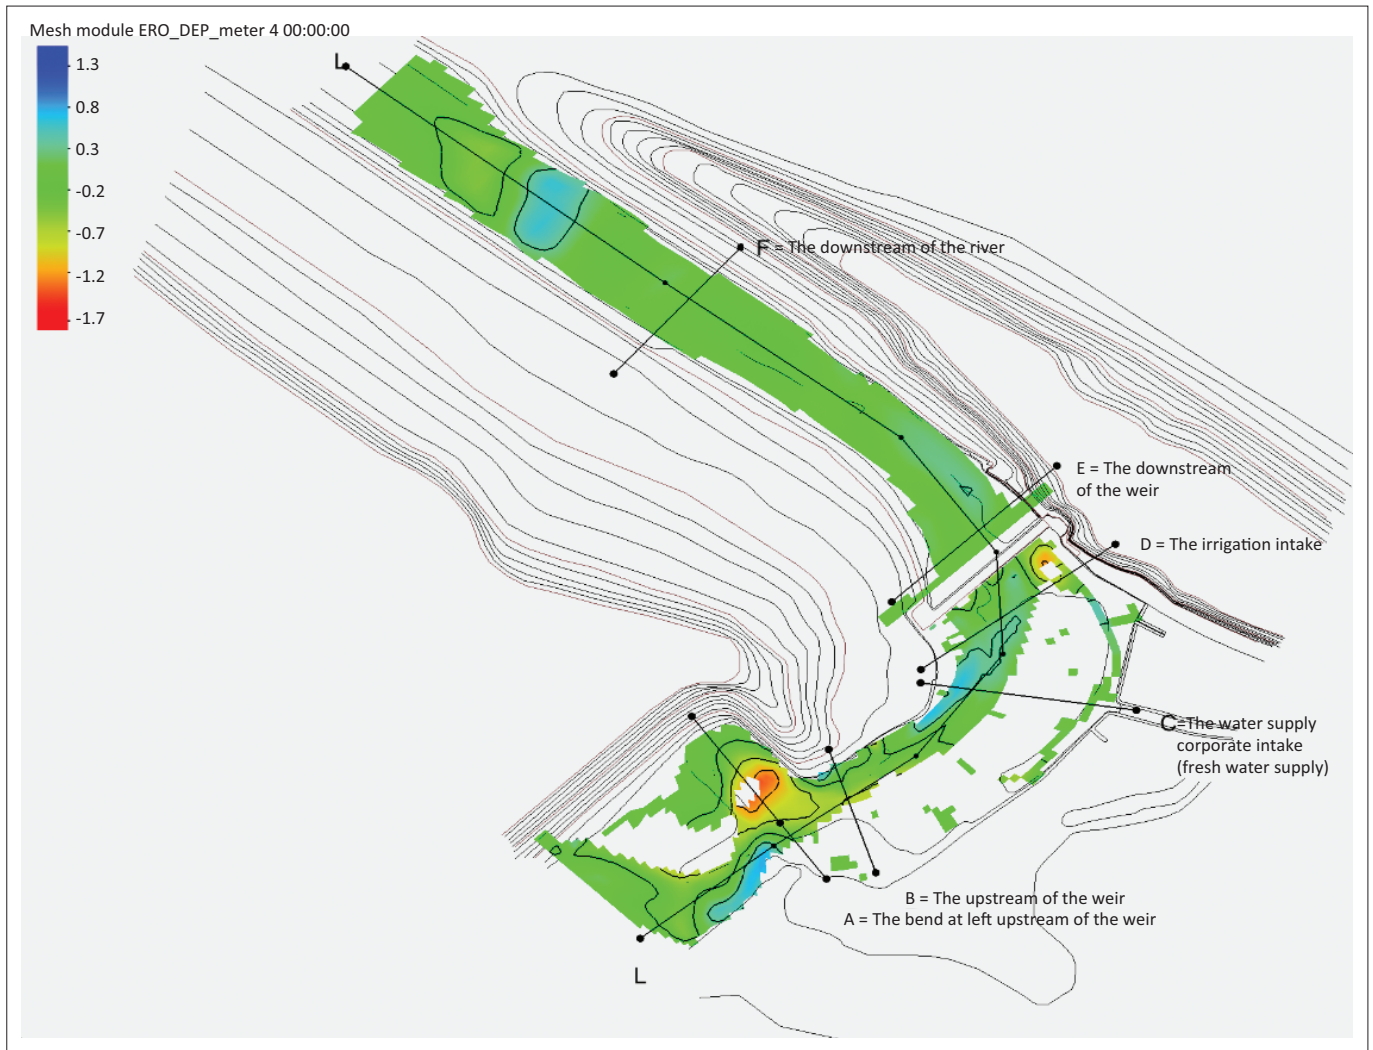 Mesh module ERO_DEP_meter 4 00:00:00
1.3
0.8
0.3
-0.2
-0.7
-1.2
-1.7
L
F = The downstream of the river
E = The downstream
of the weir
D = The irrigation intake
C =The water supply
corporate intake
(fresh water supply)
B = The upstream of the weir
A = The bend at left upstream of the weir
L